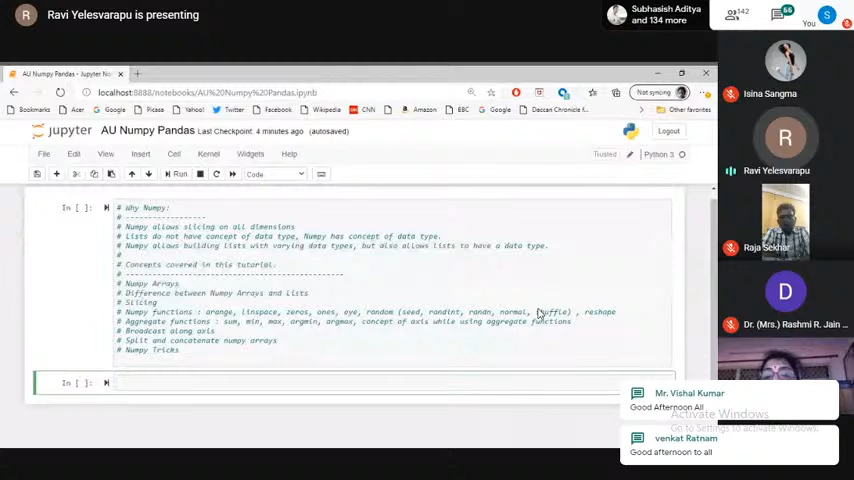 R
Ravi Yelesvarapu is presenting
Subhasish Aditya
and 134 more
142
66
You
S
AU Numpy Pandas - Jupyter No
localhost:8888/notebooks/AU%20Numpy%20Pandas.ipynb
Not syncing
Bookmarks
Acer
Google
Picasa
Yahoo!
Twitter
Facebook
Wikipedia
CNN
Amazon
EBC
Google
Deccan Chronicle f...
Other favorites
jupyter
AU Numpy Pandas
Last Checkpoint: 4 minutes ago (autosaved)
Logout
File
Edit
View
Insert
Cell
Kernel
Widgets
Help
Trusted
Python 3
Run
Code
In [ ]:
# Why Numpy:
# ------------------
# Numpy allows slicing on all dimensions
# Lists do not have concept of data type, Numpy has concept of data type.
# Numpy allows building lists with varying data types, but also allows lists to have a data type.
#
# Concepts covered in this tutorial:
# -------------------------------------------------
# Numpy Arrays
# Difference between Numpy Arrays and Lists
# Slicing
# Numpy functions : arange, linspace, zeros, ones, eye, random (seed, randint, randn, normal, shuffle) , reshape
# Aggregate functions : sum, min, max, argmin, argmax, concept of axis while using aggregate functions
# Broadcast along axis
# Split and concatenate numpy arrays
# Numpy Tricks
In [ ]:
Isina Sangma
R
Ravi Yelesvarapu
Raja Sekhar
D
Dr. (Mrs.) Rashmi R. Jain ...
Mr. Vishal Kumar
Good Afternoon All
Activate Windows
Go to Settings to activate Windows.
venkat Ratnam
Good afternoon to all